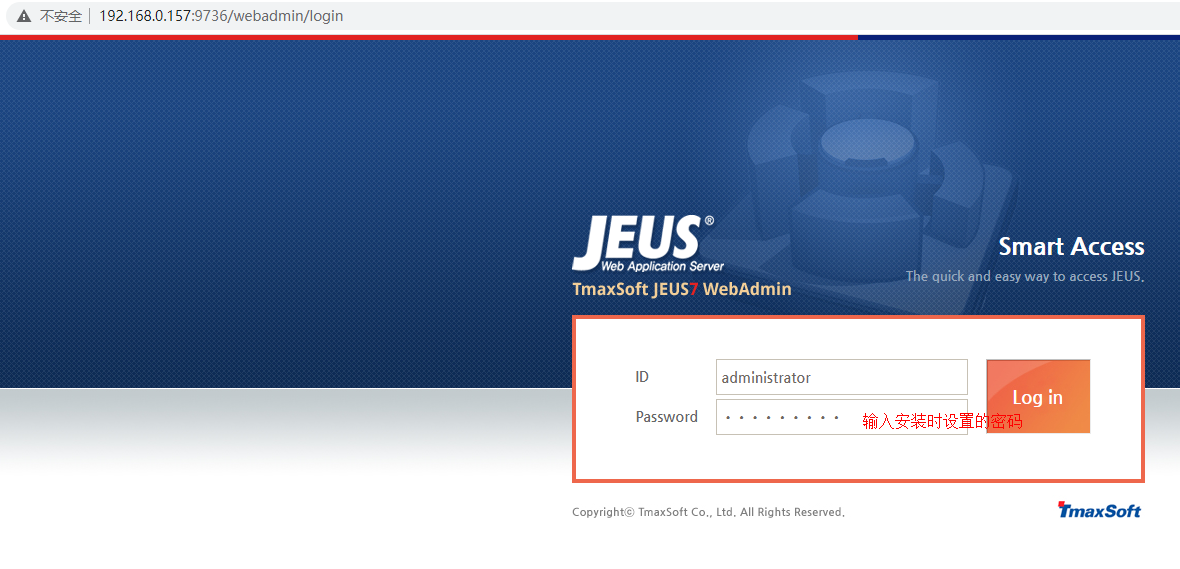 不安全 192.168.0.157:9736/webadmin/login
JEUS®
Web Application Server
TmaxSoft JEUS7 WebAdmin
Smart Access
The quick and easy way to access JEUS.
ID administrator
Password ········· 输入安装时设置的密码
Log in
Copyrightⓒ TmaxSoft Co., Ltd. All Rights Reserved.
TmaxSoft